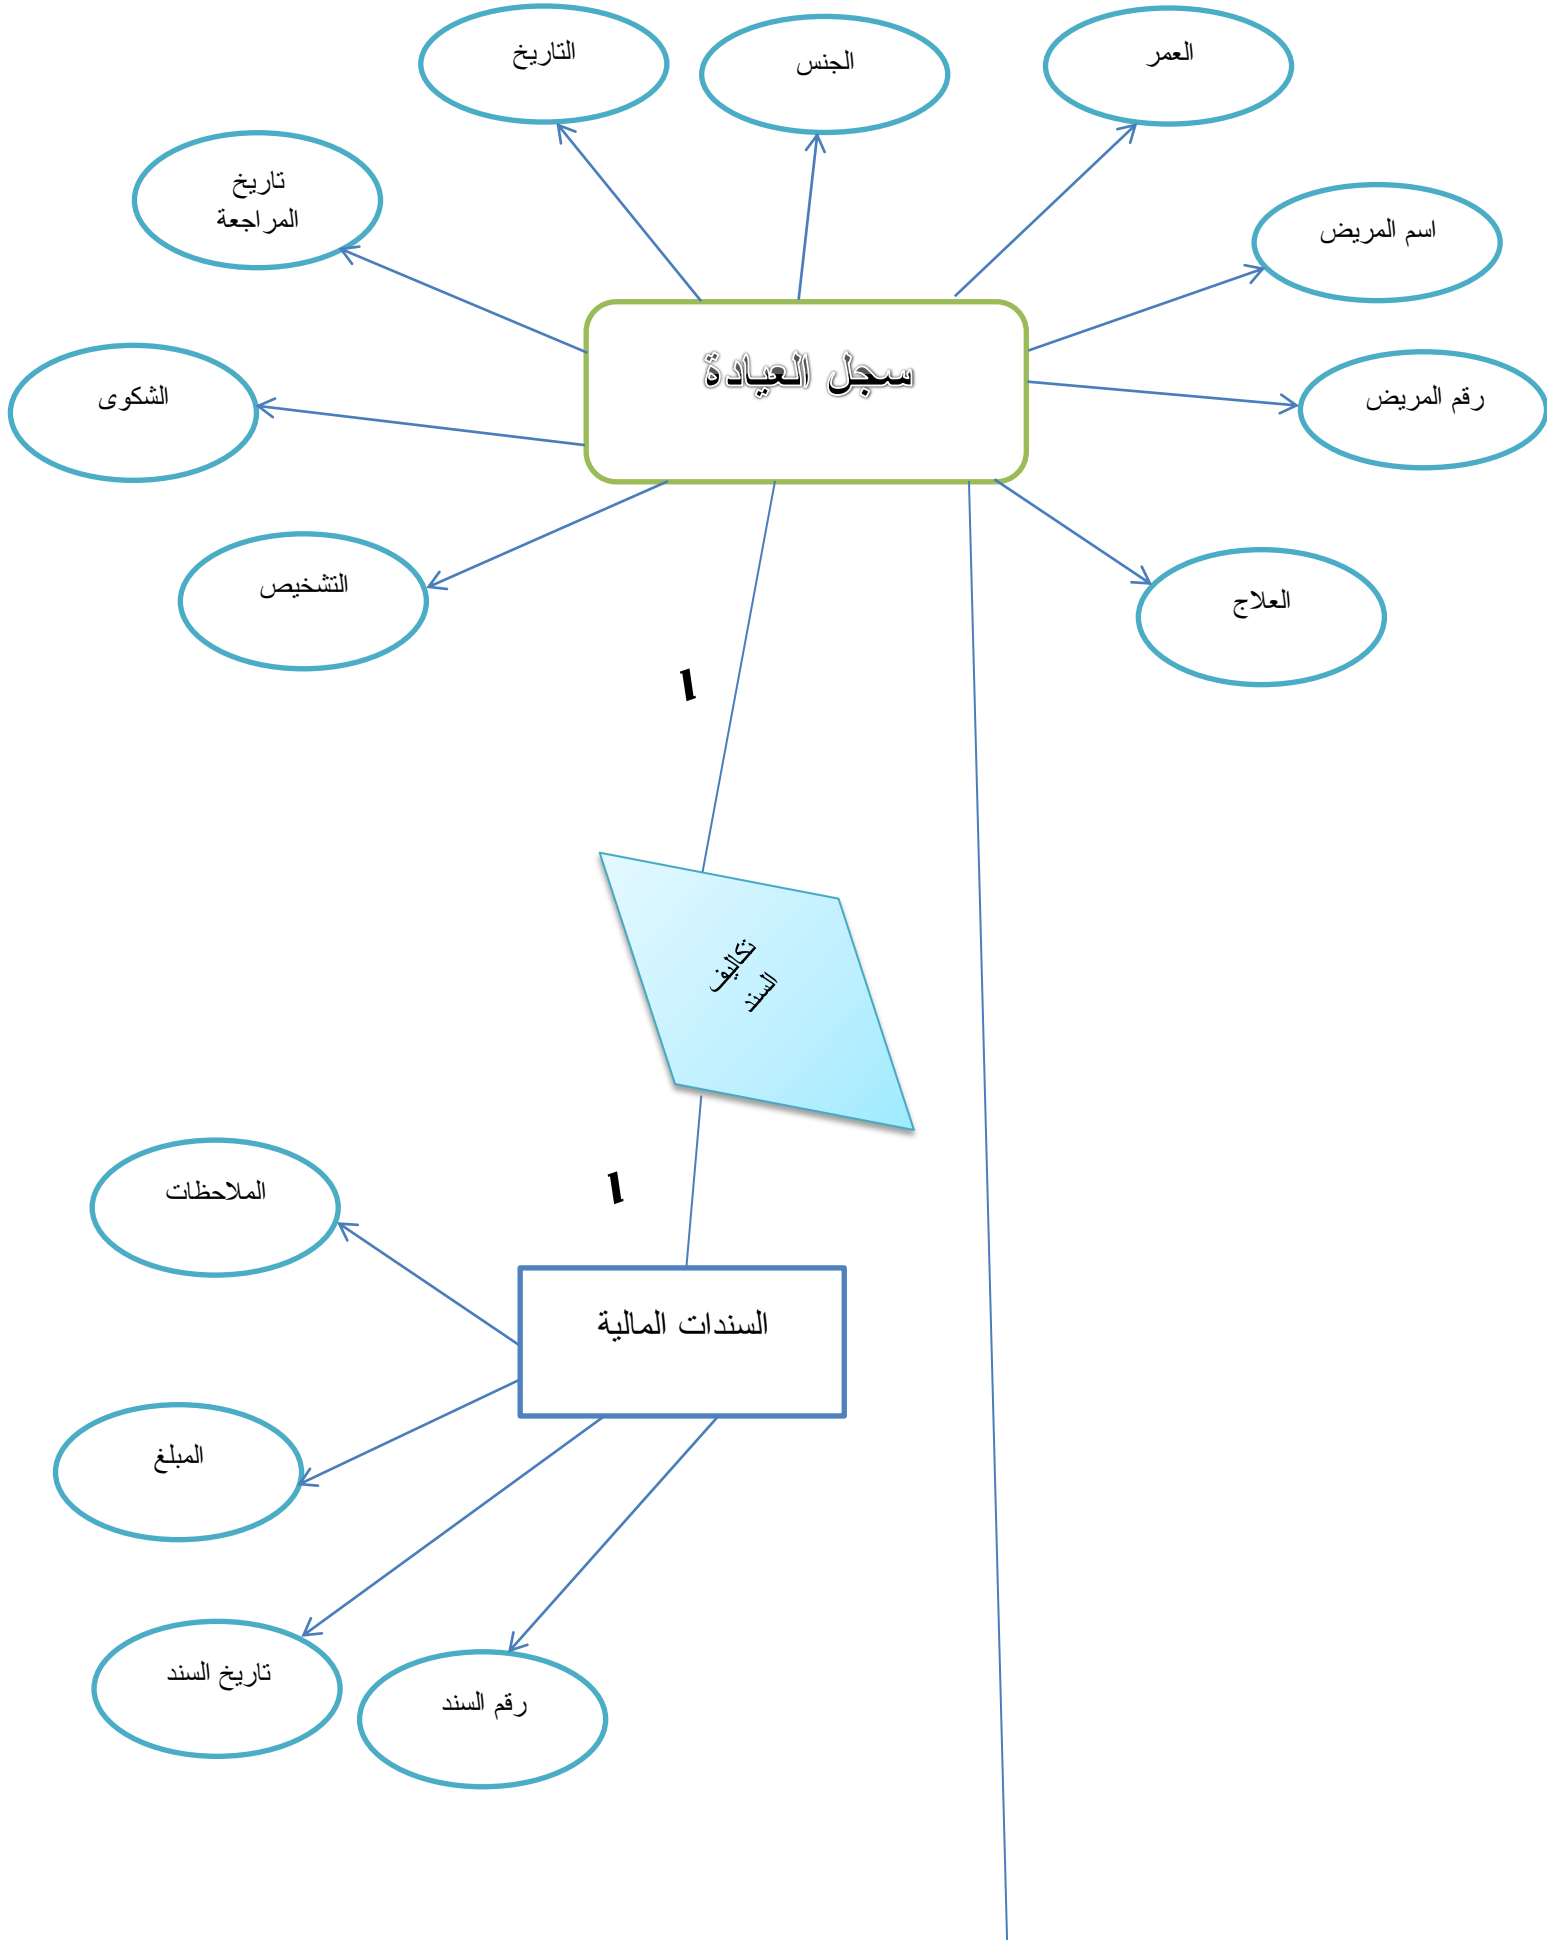 العمر
الجنس
التاريخ
تاريخ
المراجعة
اسم المريض
سجل العيادة
رقم المريض
الشكوى
التشخيص
العلاج
1
تكاليف
السند
1
الملاحظات
السندات المالية
المبلغ
تاريخ السند
رقم السند